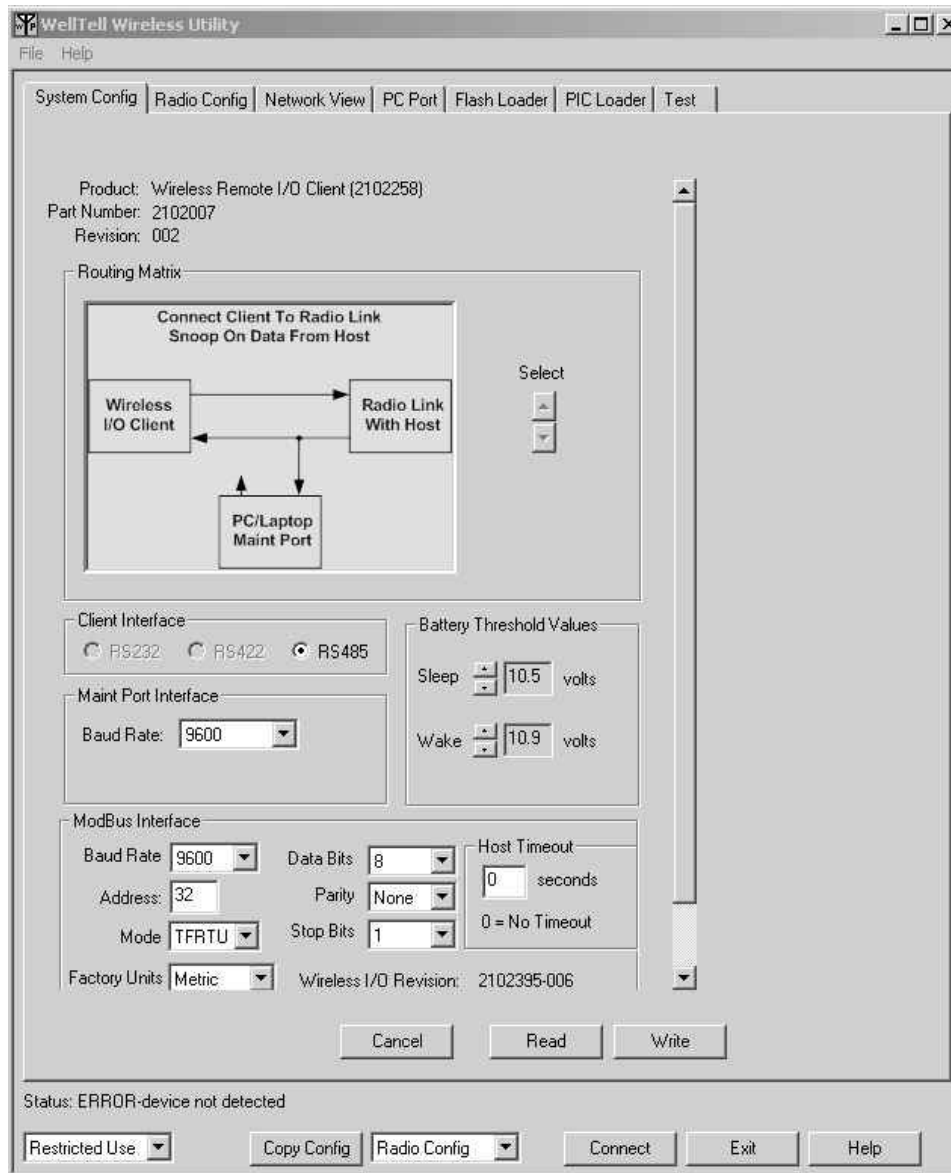 WellTell Wireless Utility
File Help
System Config Radio Config Network View PC Port Flash Loader PIC Loader Test
Product: Wireless Remote I/O Client (2102258)
Part Number: 2102007
Revision: 002
Routing Matrix
Connect Client To Radio Link
Snoop On Data From Host
Wireless
I/O Client
Radio Link
With Host
PC/Laptop
Maint Port
Select
Client Interface
RS232 RS422 RS485
Maint Port Interface
Baud Rate: 9600
Battery Threshold Values
Sleep 10.5 volts
Wake 10.9 volts
ModBus Interface
Baud Rate 9600
Address: 32
Mode TFRTU
Factory Units Metric
Data Bits 8
Parity None
Stop Bits 1
Host Timeout
0 seconds
0 = No Timeout
Wireless I/O Revision: 2102395-006
Cancel Read Write
Status: ERROR-device not detected
Restricted Use Copy Config Radio Config Connect Exit Help